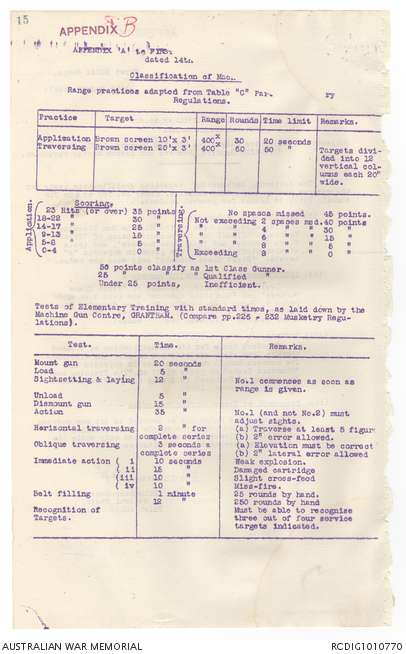 15
APPENDIX B
APPENDIX 'A' to
dated 14th.
Classification of
Range practices adapted from Table "C"
Regulations.
Practice Target Range Rounds Time limit Remarks.
Application Brown screen 10'x 3' 400x 30 20 seconds
Traversing Brown screen 20'x 3' 400x 60 50 " Targets divi-
ded into 12
vertical col-
umns each 20"
wide.
Application. Scoring. Traversing.
23 Hits (or over) 35 points No spaces missed 45 points.
18-22 " 30 " Not exceeding 2 spaces msd. 40 points
14-17 " 25 " " " 4 " " 30 "
9-13 " 15 " " " 6 " " 15 "
5-8 " 5 " " " 8 " " 5 "
0-4 " 0 " Exceeding 8 " " 0 "
50 points classify as 1st Class Gunner.
25 " " " Qualified "
Under 25 points, Inefficient.
Tests of Elementary Training with standard times, as laid down by the
Machine Gun Centre, GRANTHAM. (Compare pp.225 - 232 Musketry Regu-
lations).
Test. Time. Remarks.
Mount gun 20 seconds
Load 5 "
Sightsetting & laying 12 " No.1 commences as soon as
range is given.
Unload 5 "
Dismount gun 15 "
Action 35 " No.1 (and not No.2) must
adjust sights.
Horizontal traversing 2 " for (a) Traverse at least 5 figur
complete series (b) 2" error allowed.
Oblique traversing 3 seconds a (a) Elevation must be correct
complete series (b) 2" lateral error allowed
Immediate action ( i 10 seconds Weak explosion.
( ii 15 " Damaged cartridge
(iii 10 " Slight cross-feed
( iv 10 " Miss-fire.
Belt filling 1 minute 25 rounds by hand.
12 " 250 rounds by hand
Recognition of Must be able to recognise
Targets. three out of four service
targets indicated.
AUSTRALIAN WAR MEMORIAL RCDIG1010770